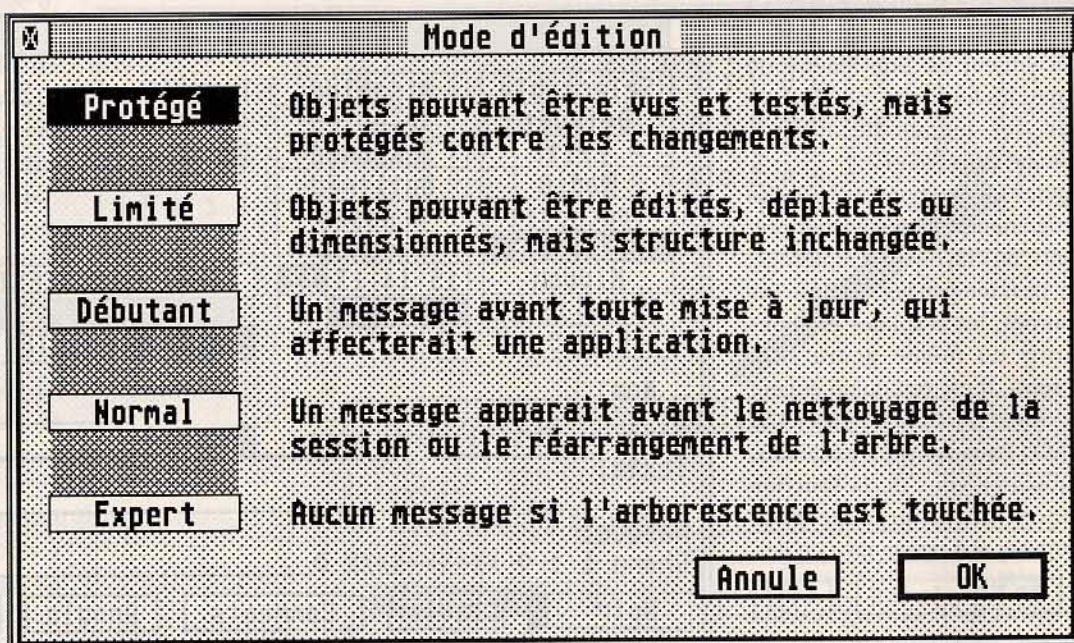 Mode d'édition
Protégé
Objets pouvant être vus et testés, mais
protégés contre les changements.
Limité
Objets pouvant être édités, déplacés ou
dimensionnés, mais structure inchangée.
Débutant
Un message avant toute mise à jour, qui
affecterait une application.
Normal
Un message apparait avant le nettoyage de la
session ou le réarrangement de l'arbre.
Expert
Aucun message si l'arborescence est touchée.
Annule
OK